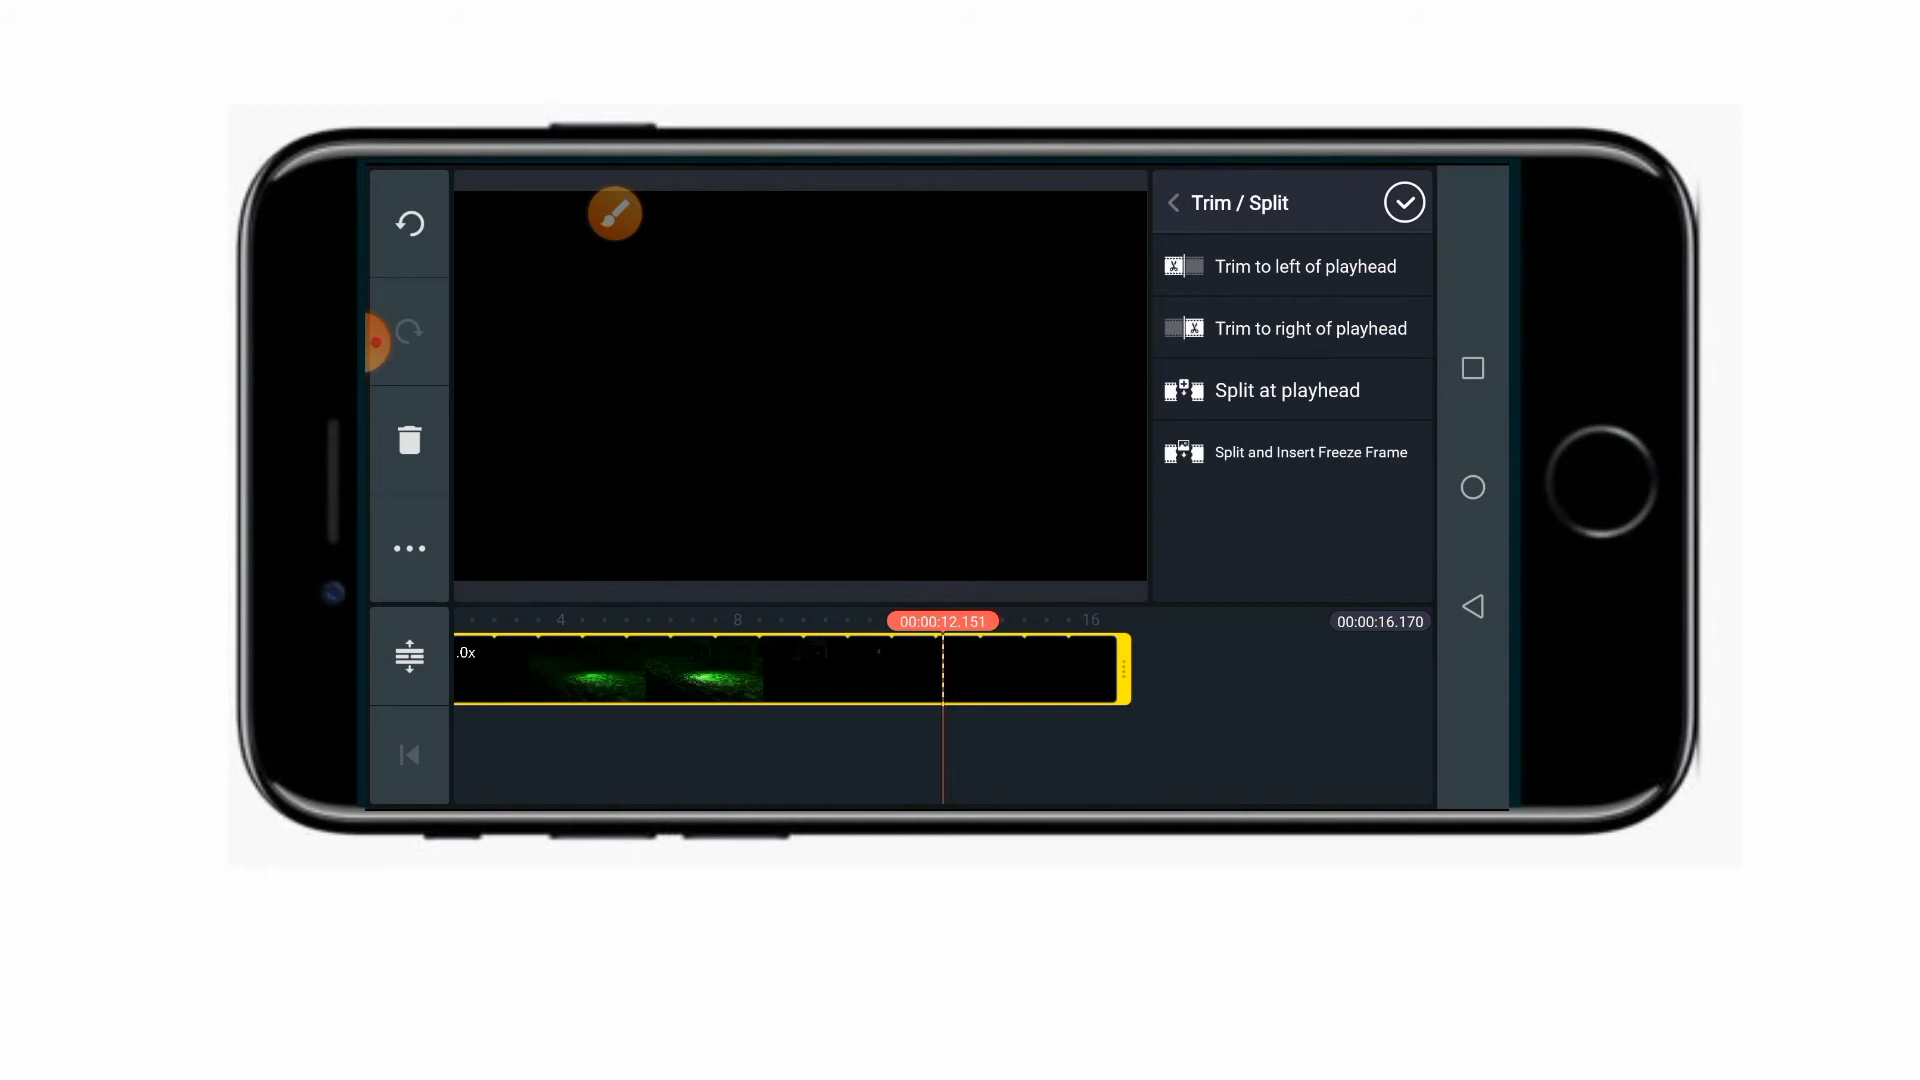 Trim / Split
Trim to left of playhead
Trim to right of playhead
Split at playhead
Split and Insert Freeze Frame
4
8
00:00:12.151
16
00:00:16.170
.0x